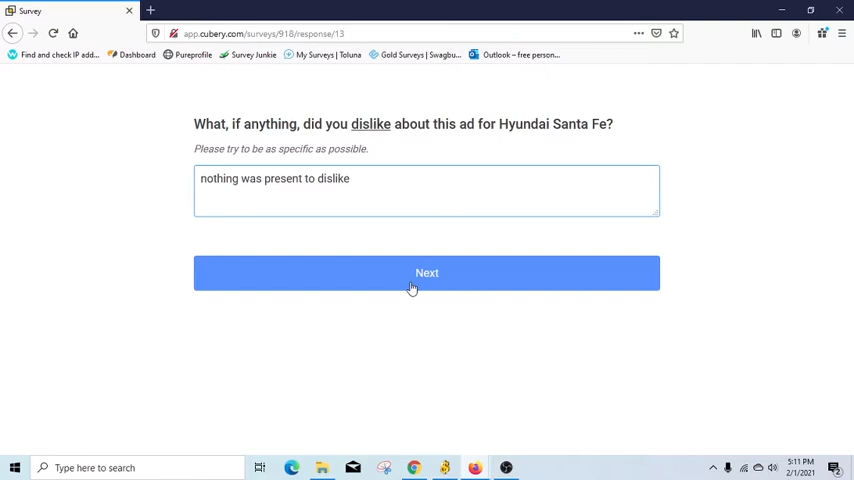 Survey
app.cubery.com/surveys/918/response/13
Find and check IP add...
Dashboard
Pureprofile
Survey Junkie
My Surveys | Toluna
Gold Surveys | Swagbu...
Outlook – free person...
What, if anything, did you dislike about this ad for Hyundai Santa Fe?
Please try to be as specific as possible.
nothing was present to dislike
Next
Type here to search
5:11 PM
2/1/2021
2